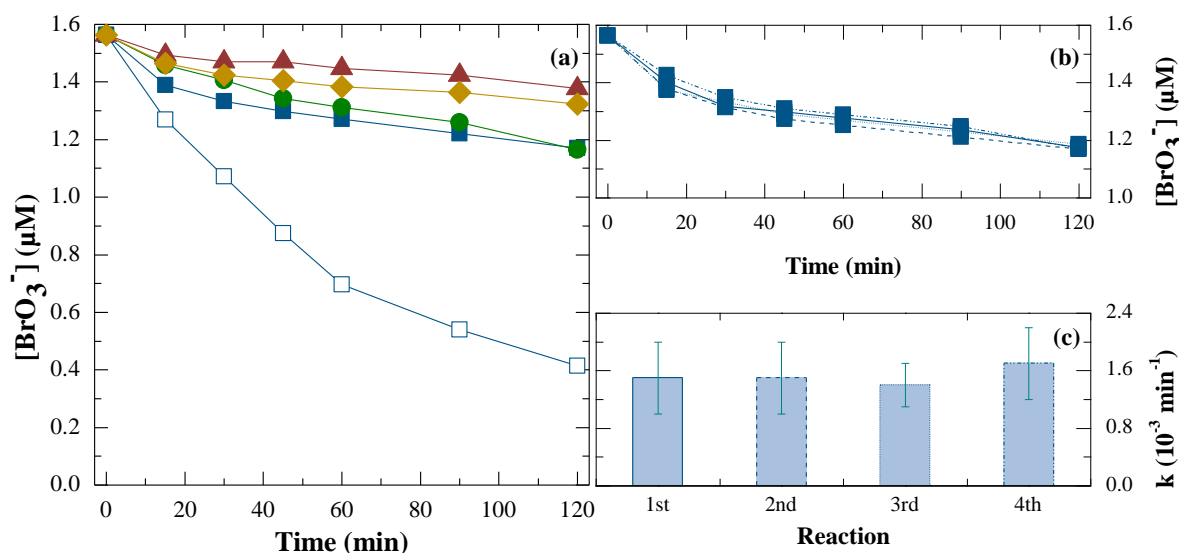 (a)
[BrO3-] (µM)
1.6
1.4
1.2
1.0
0.8
0.6
0.4
0.2
0.0
0 20 40 60 80 100 120
Time (min)
(b)
1.6
1.4
1.2
1.0
[BrO3-] (µM)
0 20 40 60 80 100 120
Time (min)
(c)
2.4
1.6
0.8
0.0
k (10-3 min-1)
1st 2nd 3rd 4th
Reaction